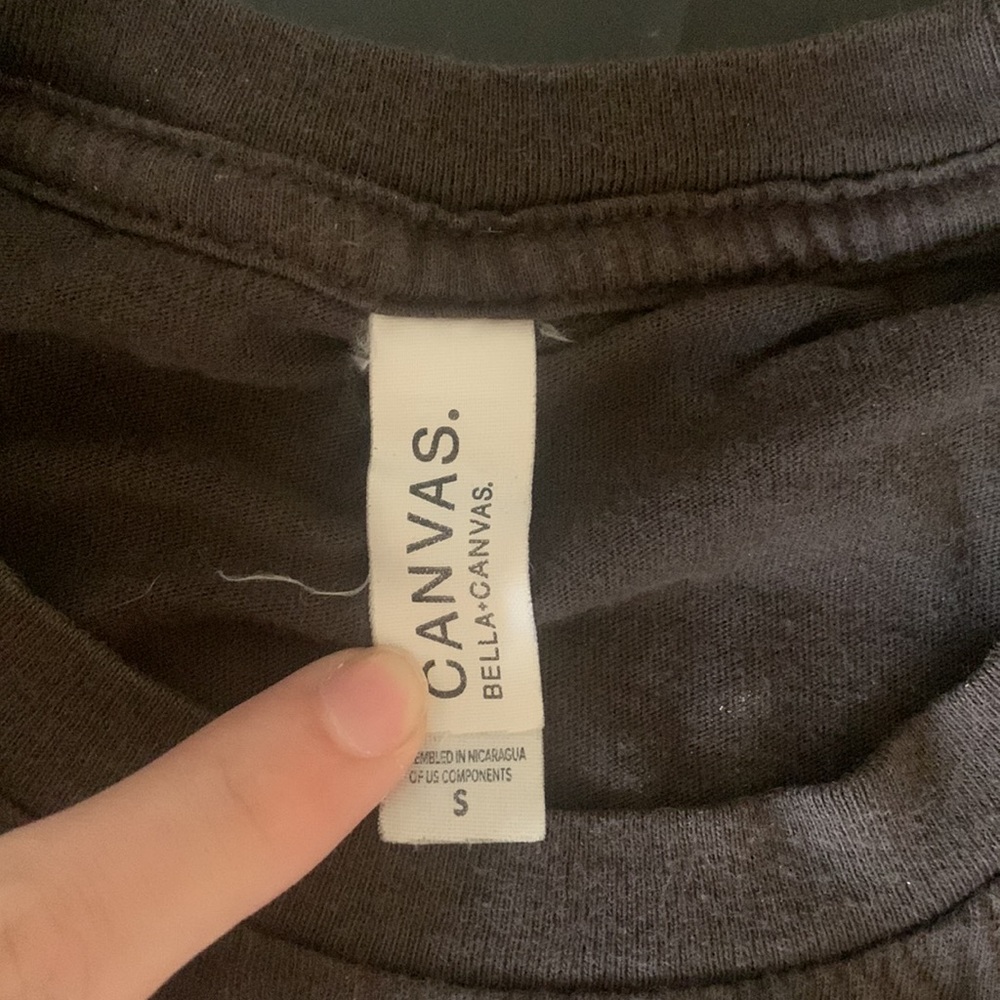 CANVAS.
BELLA+CANVAS.
EMBLED IN NICARAGUA
OF US COMPONENTS
S